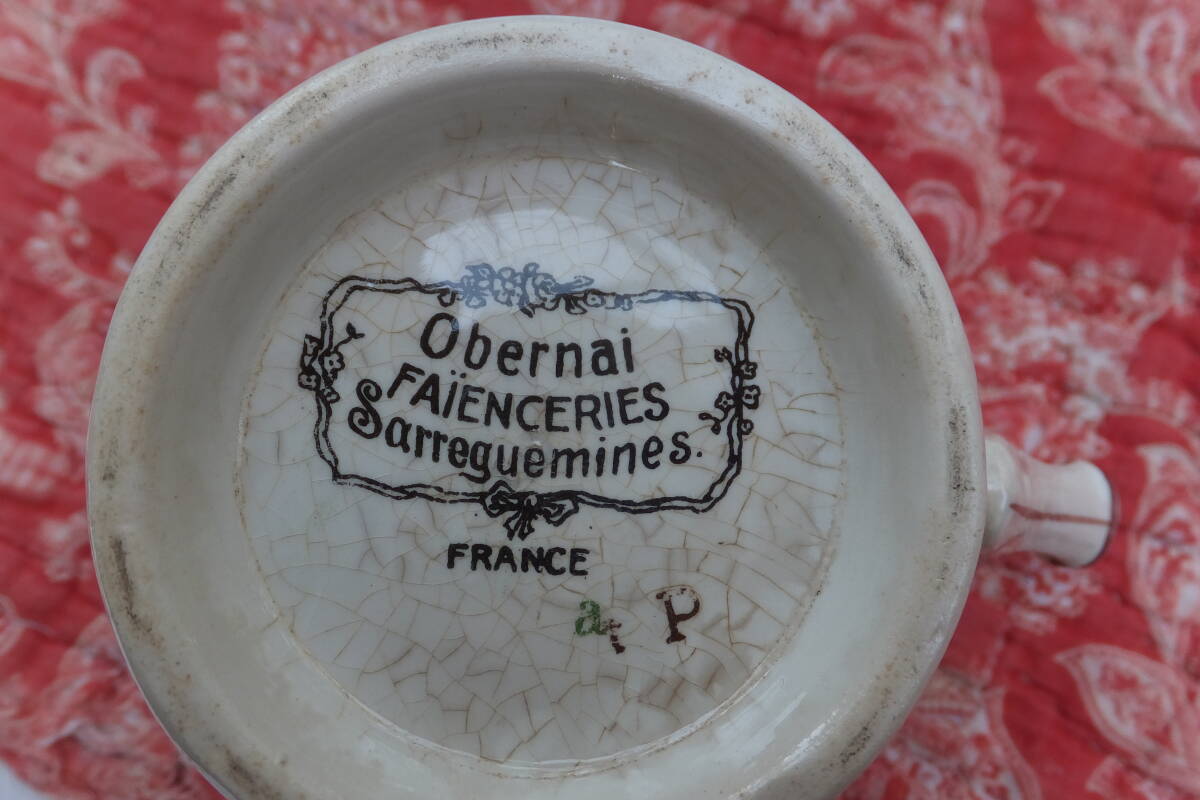 Obernai
FAÏENCERIES
Sarreguemines.
FRANCE
a t P